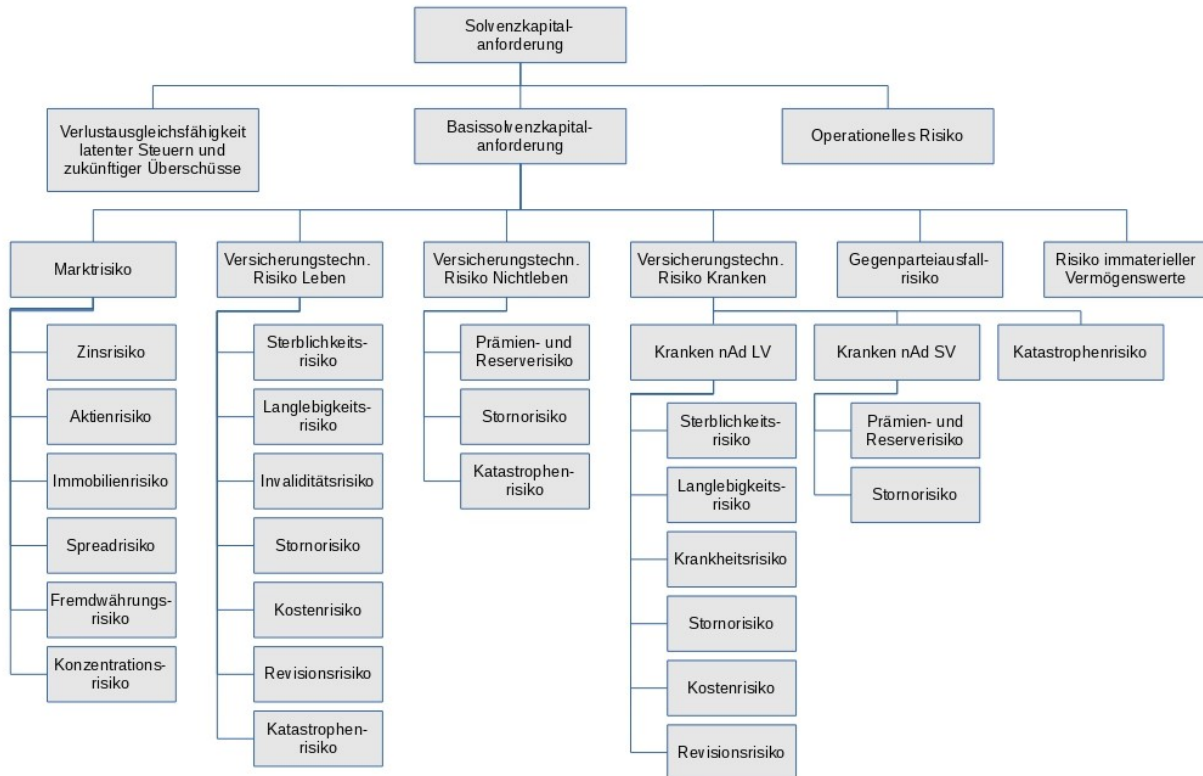 Solvenzkapital-
anforderung
Verlustausgleichsfähigkeit
latenter Steuern und
zukünftiger Überschüsse
Basissolvenzkapital-
anforderung
Operationelles Risiko
Marktrisiko
Versicherungstechn.
Risiko Leben
Versicherungstechn.
Risiko Nichtleben
Versicherungstechn.
Risiko Kranken
Gegenparteiausfall-
risiko
Risiko immaterieller
Vermögenswerte
Zinsrisiko
Aktienrisiko
Immobilienrisiko
Spreadrisiko
Fremdwährungs-
risiko
Konzentrations-
risiko
Sterblichkeits-
risiko
Langlebigkeits-
risiko
Invaliditätsrisiko
Stornorisiko
Kostenrisiko
Revisionsrisiko
Katastrophen-
risiko
Prämien- und
Reserverisiko
Stornorisiko
Katastrophen-
risiko
Kranken nAd LV
Sterblichkeits-
risiko
Langlebigkeits-
risiko
Krankheitsrisiko
Stornorisiko
Kostenrisiko
Revisionsrisiko
Kranken nAd SV
Prämien- und
Reserverisiko
Stornorisiko
Katastrophenrisiko